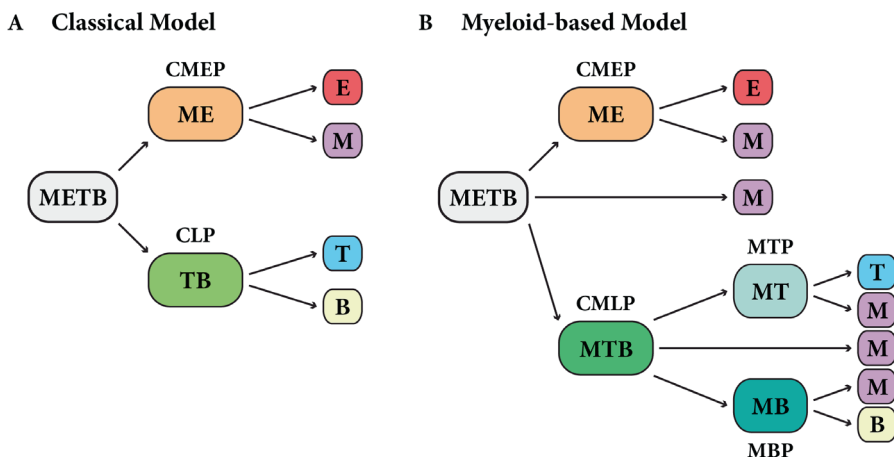 A Classical Model
CMEP
ME
E
M
METB
CLP
TB
T
B
B Myeloid-based Model
CMEP
ME
E
M
METB
M
MTP
MT
T
M
CMLP
MTB
M
MB
M
B
MBP